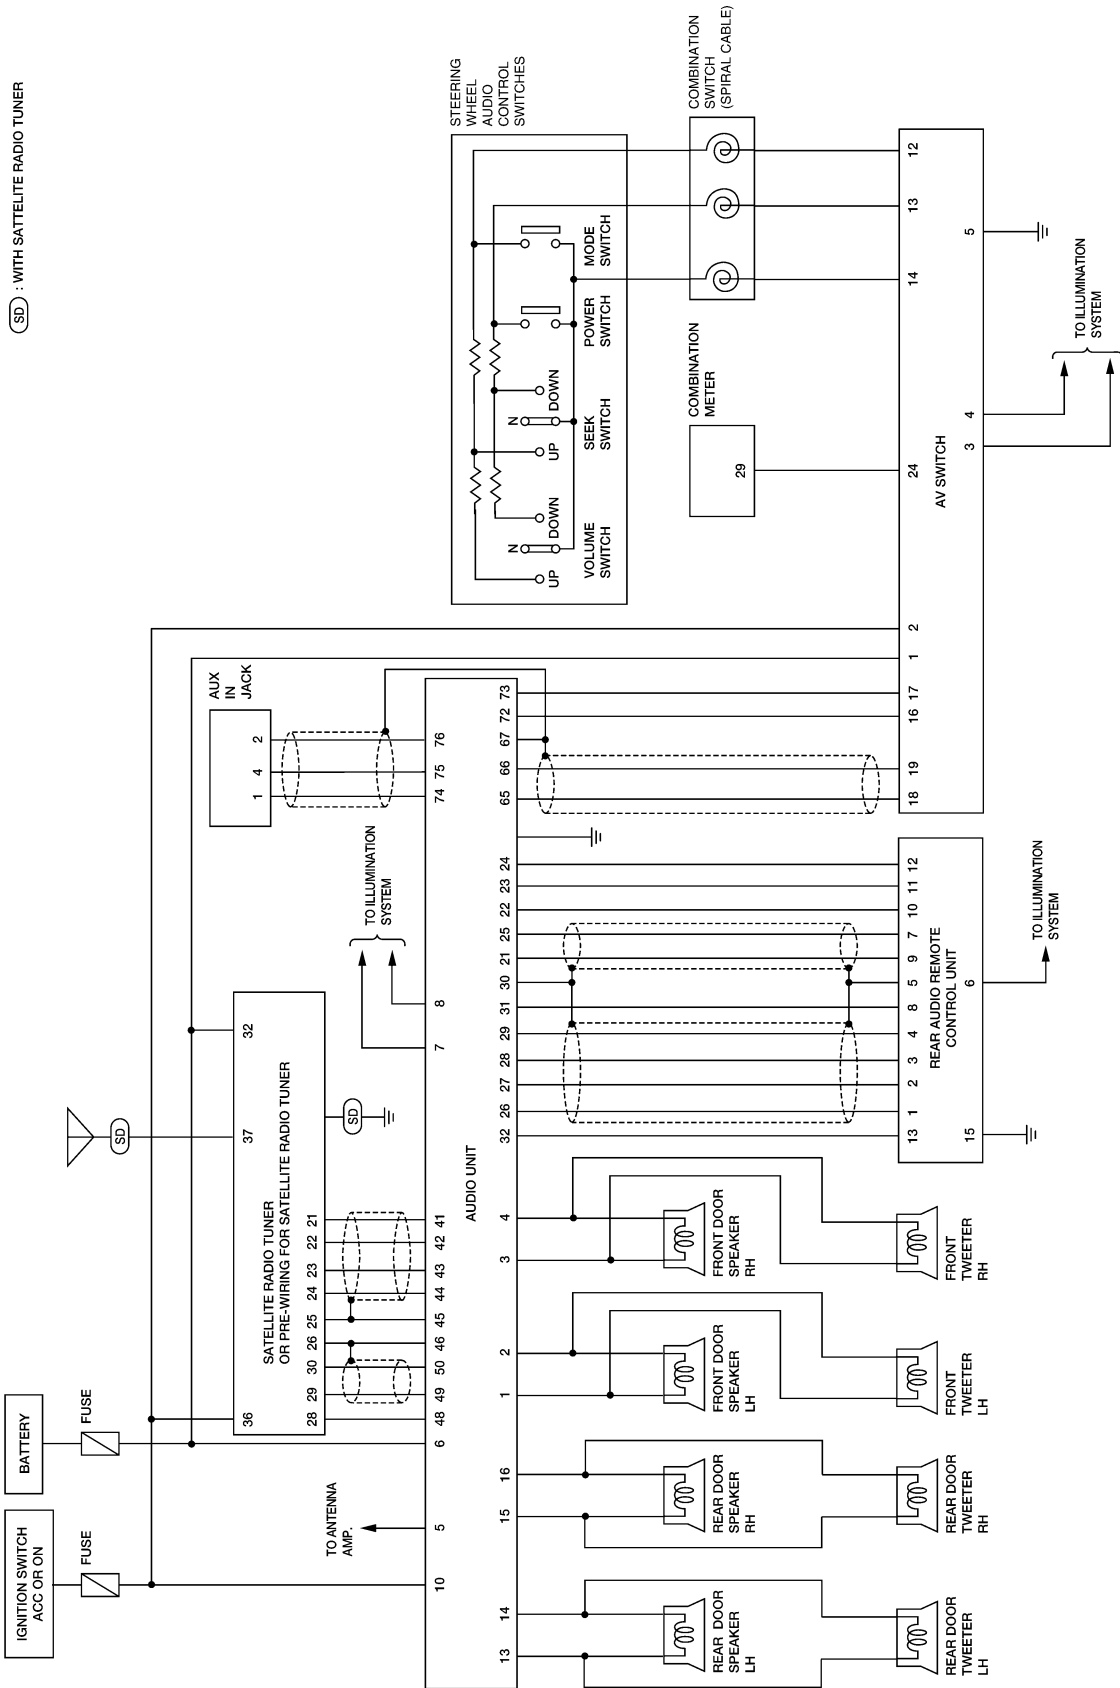 IGNITION SWITCH
ACC OR ON
BATTERY
SD : WITH SATTELITE RADIO TUNER
FUSE
FUSE
SD
36
37
32
SATELLITE RADIO TUNER
OR PRE-WIRING FOR SATELLITE RADIO TUNER
28
29
30
26
25
24
23
22
21
SD
TO ANTENNA
AMP.
TO ILLUMINATION
SYSTEM
AUX
IN
JACK
1
4
2
10
5
6
48
49
50
46
45
44
43
42
41
7
8
74
75
76
AUDIO UNIT
13
14
15
16
1
2
3
4
32
26
27
28
29
31
30
21
25
22
23
24
65
66
67
72
73
STEERING
WHEEL
AUDIO
CONTROL
SWITCHES
UP
N
DOWN
VOLUME
SWITCH
UP
N
DOWN
SEEK
SWITCH
POWER
SWITCH
MODE
SWITCH
REAR DOOR
SPEAKER
LH
REAR DOOR
SPEAKER
RH
FRONT DOOR
SPEAKER
LH
FRONT DOOR
SPEAKER
RH
COMBINATION
METER
29
COMBINATION
SWITCH
(SPIRAL CABLE)
REAR DOOR
TWEETER
LH
REAR DOOR
TWEETER
RH
FRONT
TWEETER
LH
FRONT
TWEETER
RH
13
1
2
3
4
8
5
9
7
10
11
12
REAR AUDIO REMOTE
CONTROL UNIT
15
6
TO ILLUMINATION
SYSTEM
18
19
16
17
1
2
24
14
13
12
AV SWITCH
3
4
5
TO ILLUMINATION
SYSTEM